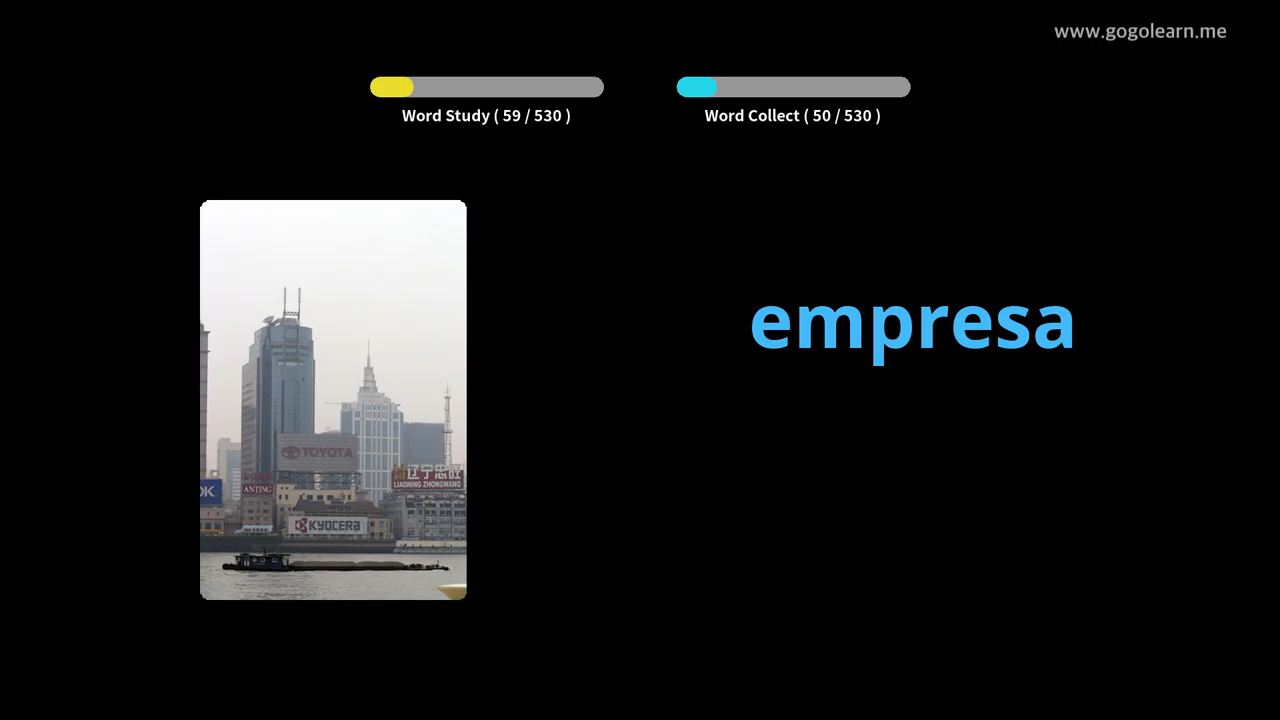 www.gogolearn.me
Word Study ( 59 / 530 )
Word Collect ( 50 / 530 )
empresa
TOYOTA
辽宁忠旺
LIAONING ZHONGWANG
OK
ANTING
KYOCERA